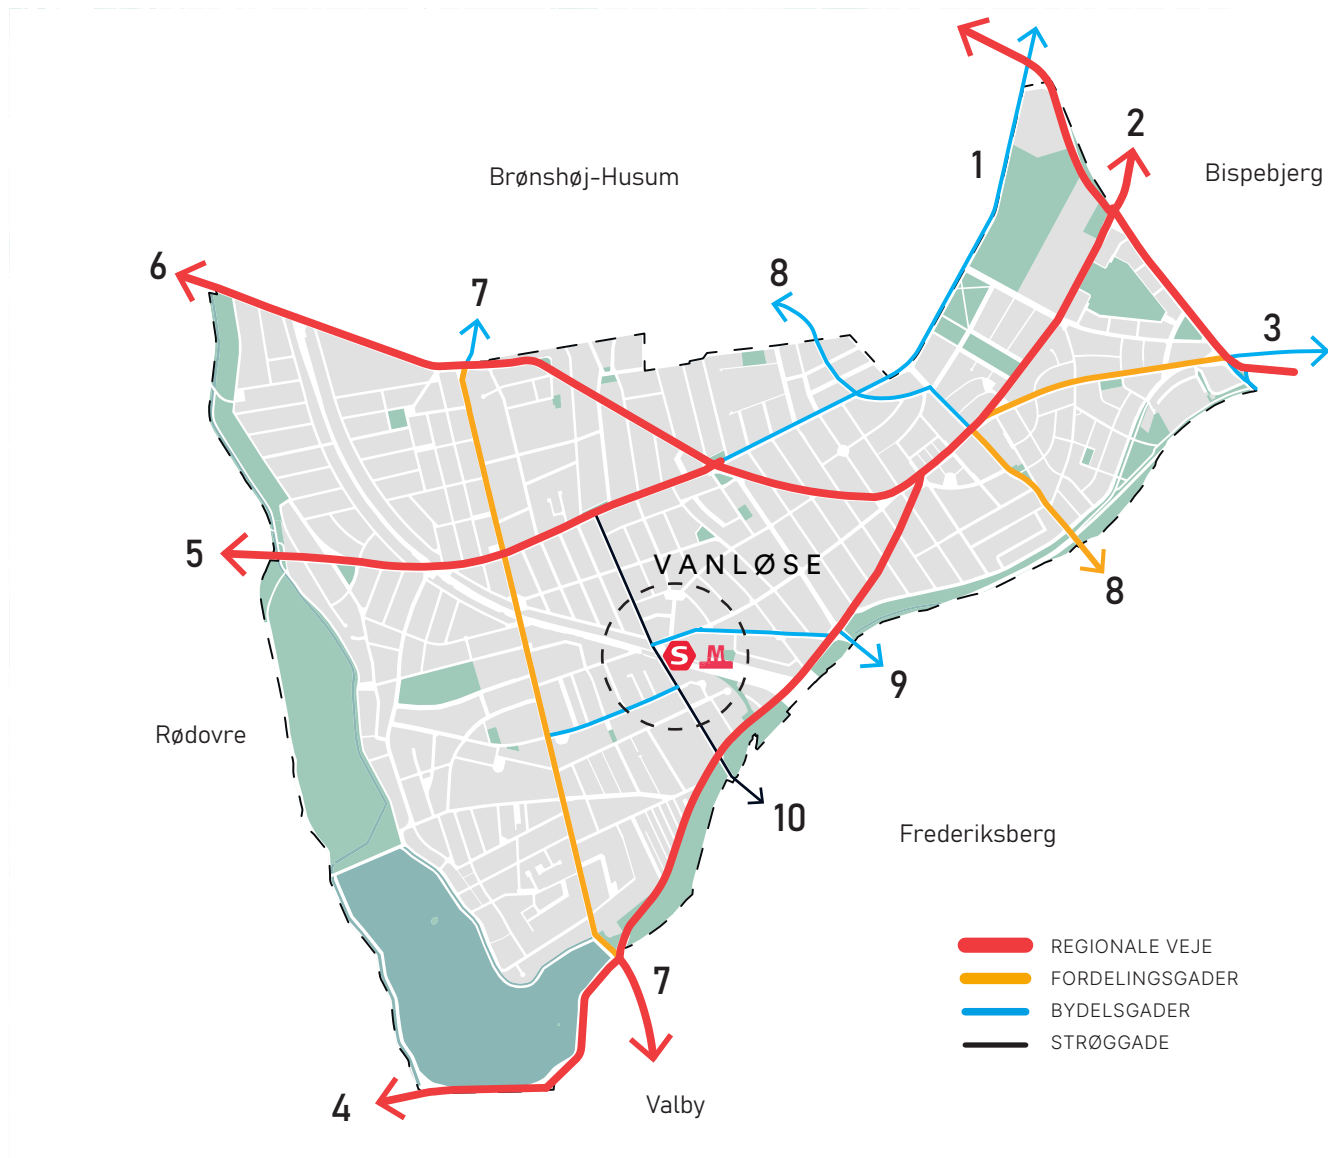 2
1
Bispebjerg
Brønshøj-Husum
6
8
7
3
5
VANLØSE
8
S M
9
Rødovre
10
Frederiksberg
REGIONALE VEJE
7
FORDELINGSGADER
BYDELSGADER
STRØGGADE
4
Valby